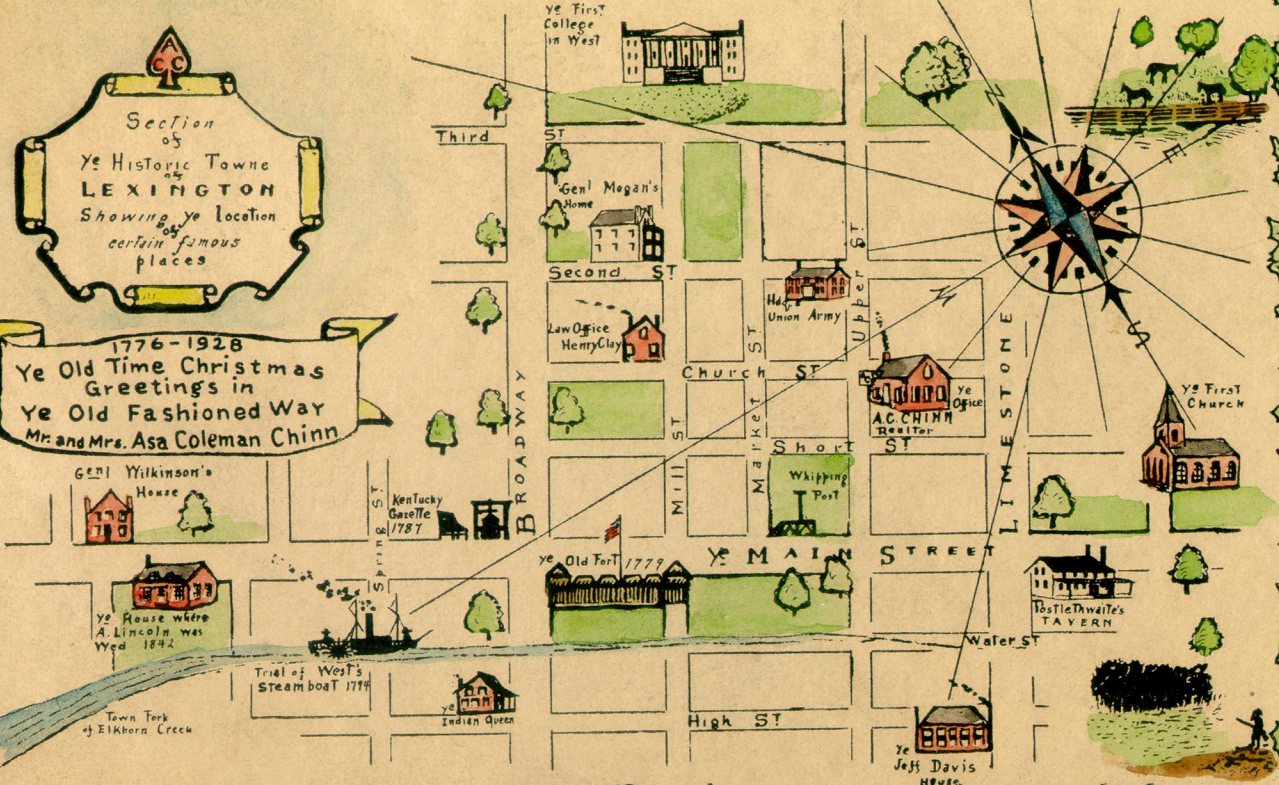 A
C C
Section
of
Ye Historic Towne
of
LEXINGTON
Showing ye location
of
certain famous
places
1776-1928
Ye Old Time Christmas
Greetings in
Ye Old Fashioned Way
Mr. and Mrs. Asa Coleman Chinn
Ye First
College
in West
Third ST
Gen'l Mogan's
Home
Second ST
Law Office
Henry Clay
Hdq
Union Army
Upper ST
Church ST
Market ST
Mill ST
BROADWAY
Ye
Office
A.C. CHINN
Realtor
Short ST
Whipping
Post
LIMESTONE
N
E
S
W
Ye First
Church
Gen'l Wilkinson's
House
Spring ST
Kentucky
Gazette
1787
Ye Old Fort 1779
Ye MAIN STREET
Postlethwaite's
TAVERN
Ye House where
A. Lincoln was
Wed 1842
Water ST
Trial of West's
Steamboat 1794
Town Fork
of Elkhorn Creek
ye
Indian Queen
High ST
Ye
Jeff Davis
House